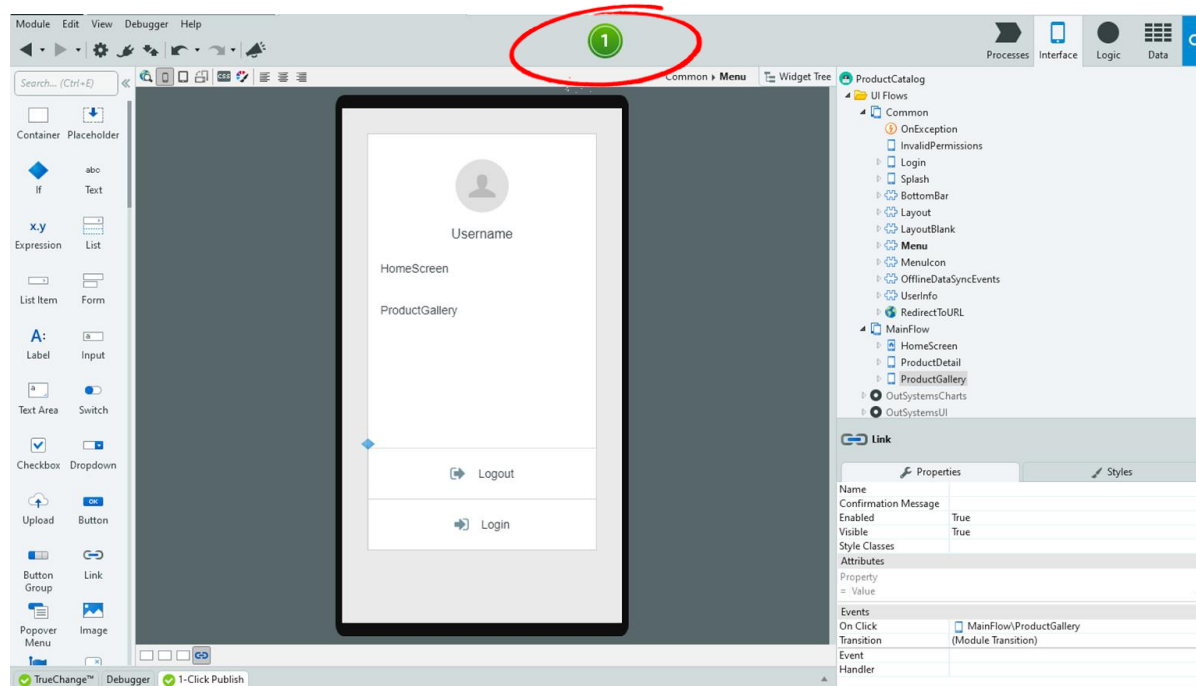 Module Edit View Debugger Help
1
Processes Interface Logic Data
Search... (Ctrl+E)
Common Menu Widget Tree
Container Placeholder
abc
If Text
x.y
Expression List
List Item Form
A:
Label Input
Text Area Switch
Checkbox Dropdown
OK
Upload Button
Button Group Link
Popover Menu Image
Username
HomeScreen
ProductGallery
Logout
Login
ProductCatalog
UI Flows
Common
OnException
InvalidPermissions
Login
Splash
BottomBar
Layout
LayoutBlank
Menu
MenuIcon
OfflineDataSyncEvents
UserInfo
RedirectToURL
MainFlow
HomeScreen
ProductDetail
ProductGallery
OutSystemsCharts
OutSystemsUI
Link
Properties Styles
Name
Confirmation Message
Enabled True
Visible True
Style Classes
Attributes
Property
= Value
Events
On Click MainFlow\ProductGallery
Transition (Module Transition)
Event
Handler
TrueChange™ Debugger 1-Click Publish